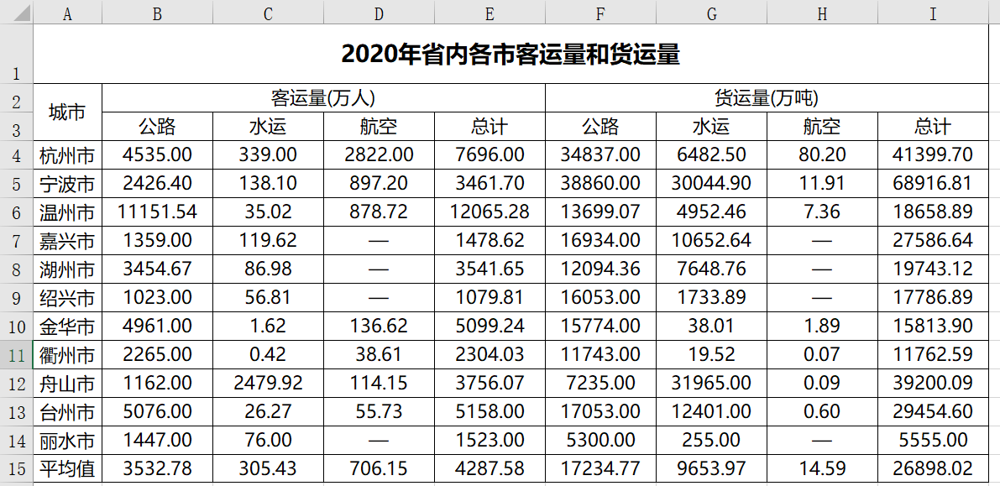 A B C D E F G H I
1 2020年省内各市客运量和货运量
2 城市 客运量(万人) 货运量(万吨)
3 公路 水运 航空 总计 公路 水运 航空 总计
4 杭州市 4535.00 339.00 2822.00 7696.00 34837.00 6482.50 80.20 41399.70
5 宁波市 2426.40 138.10 897.20 3461.70 38860.00 30044.90 11.91 68916.81
6 温州市 11151.54 35.02 878.72 12065.28 13699.07 4952.46 7.36 18658.89
7 嘉兴市 1359.00 119.62 — 1478.62 16934.00 10652.64 — 27586.64
8 湖州市 3454.67 86.98 — 3541.65 12094.36 7648.76 — 19743.12
9 绍兴市 1023.00 56.81 — 1079.81 16053.00 1733.89 — 17786.89
10 金华市 4961.00 1.62 136.62 5099.24 15774.00 38.01 1.89 15813.90
11 衢州市 2265.00 0.42 38.61 2304.03 11743.00 19.52 0.07 11762.59
12 舟山市 1162.00 2479.92 114.15 3756.07 7235.00 31965.00 0.09 39200.09
13 台州市 5076.00 26.27 55.73 5158.00 17053.00 12401.00 0.60 29454.60
14 丽水市 1447.00 76.00 — 1523.00 5300.00 255.00 — 5555.00
15 平均值 3532.78 305.43 706.15 4287.58 17234.77 9653.97 14.59 26898.02